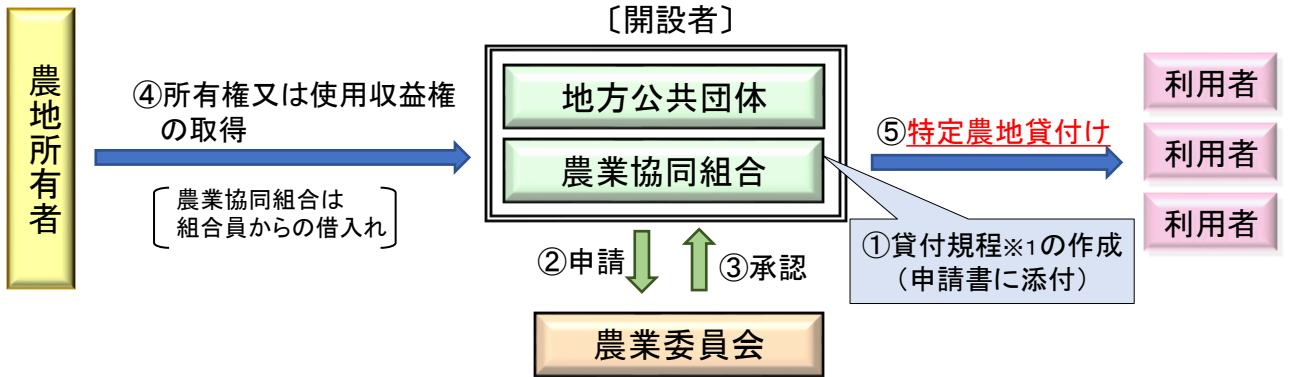 〔開設者〕
農地所有者
④所有権又は使用収益権
の取得
農業協同組合は
組合員からの借入れ
地方公共団体
農業協同組合
⑤特定農地貸付け
利用者
利用者
利用者
①貸付規程※1の作成
（申請書に添付）
②申請
③承認
農業委員会